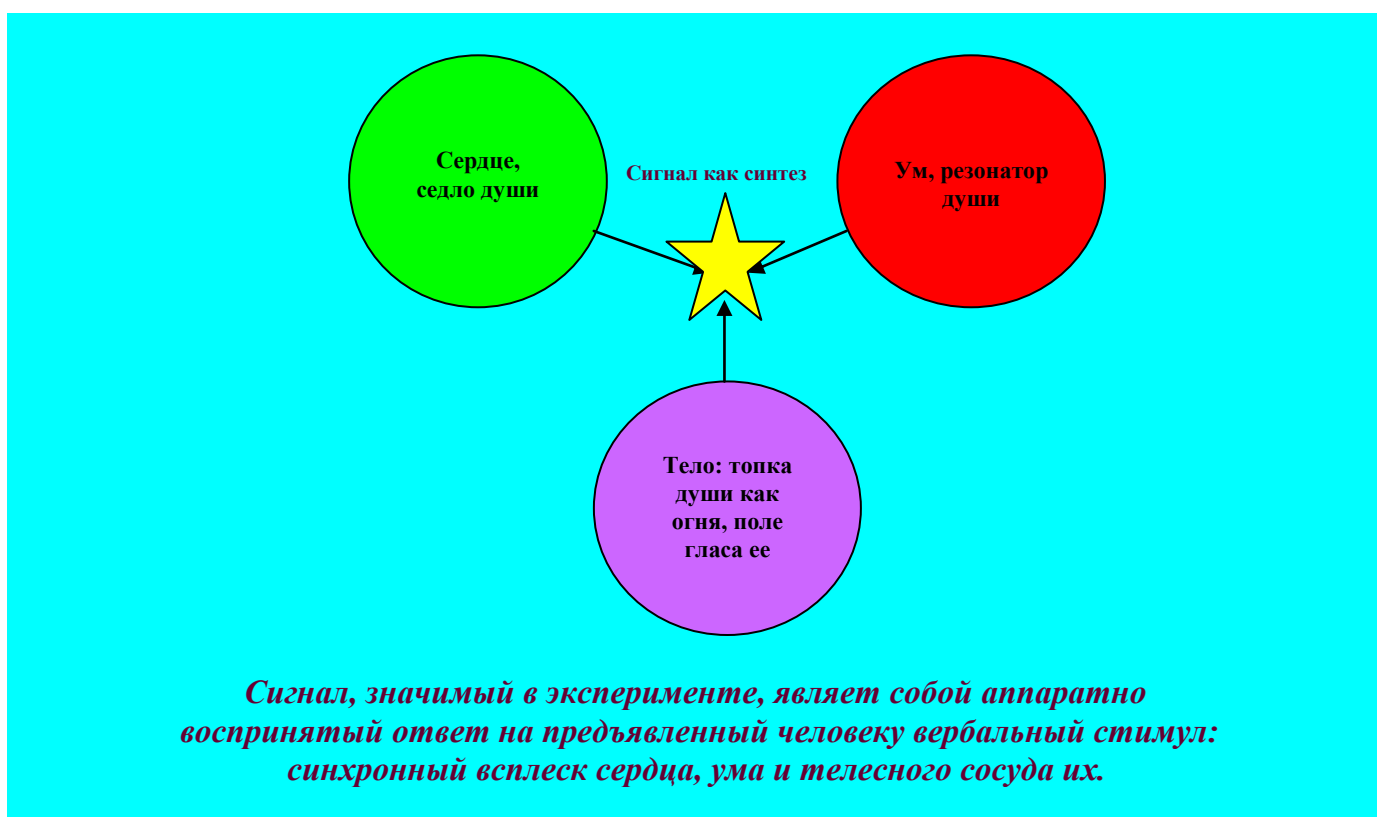 Сердце,
седло души
Сигнал как синтез
Ум, резонатор
души
Тело: топка
души как
огня, поле
гласа ее
Сигнал, значимый в эксперименте, являет собой аппаратно
воспринятый ответ на предъявленный человеку вербальный стимул:
синхронный всплеск сердца, ума и телесного сосуда их.